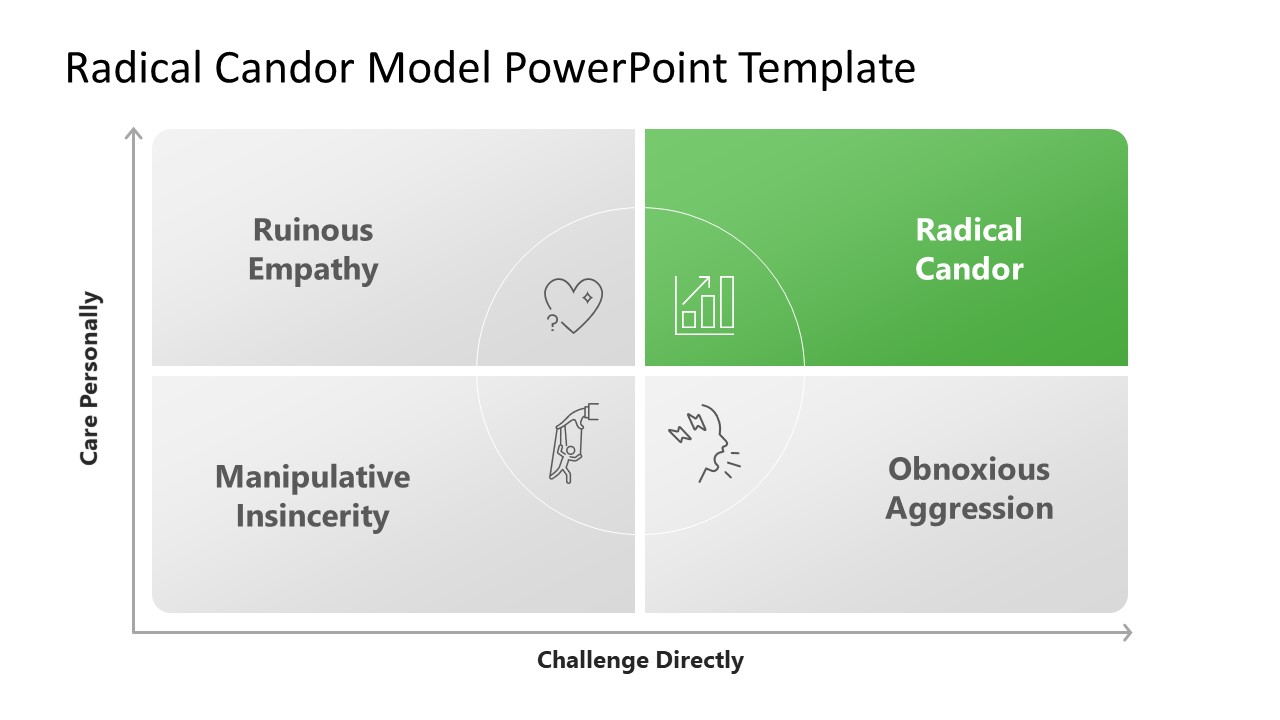 Radical Candor Model PowerPoint Template
Ruinous
Empathy
Radical
Candor
?
Care Personally
Manipulative
Insincerity
Obnoxious
Aggression
Challenge Directly